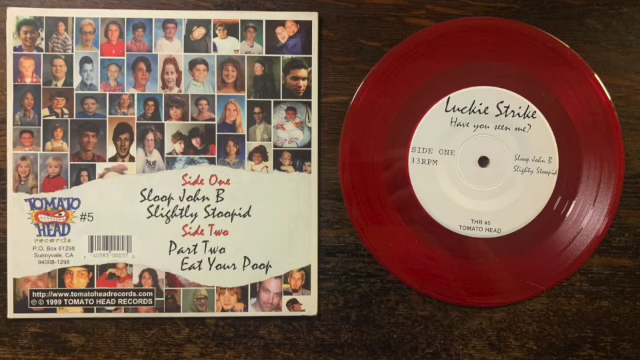 Side One
Sloop John B
Slightly Stoopid
Side Two
Part Two
Eat Your Poop
TOMATO
HEAD
records
#5
P.O. Box 61298
Sunnyvale, CA
94088-1298
http://www.tomatoheadrecords.com
℗ © 1999 TOMATO HEAD RECORDS
Luckie Strike
Have you seen me?
SIDE ONE
33RPM
Sloop John B
Slighty Stoopid
THR #5
TOMATO HEAD